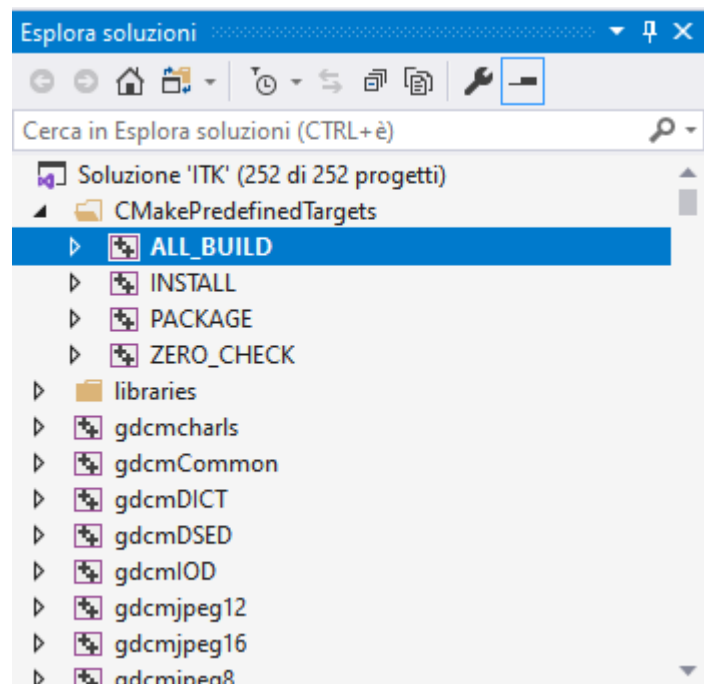 Esplora soluzioni
Cerca in Esplora soluzioni (CTRL+è)
Soluzione 'ITK' (252 di 252 progetti)
CMakePredefinedTargets
ALL_BUILD
INSTALL
PACKAGE
ZERO_CHECK
libraries
gdcmcharls
gdcmCommon
gdcmDICT
gdcmDSED
gdcmIOD
gdcmjpeg12
gdcmjpeg16
gdcmjpeg8